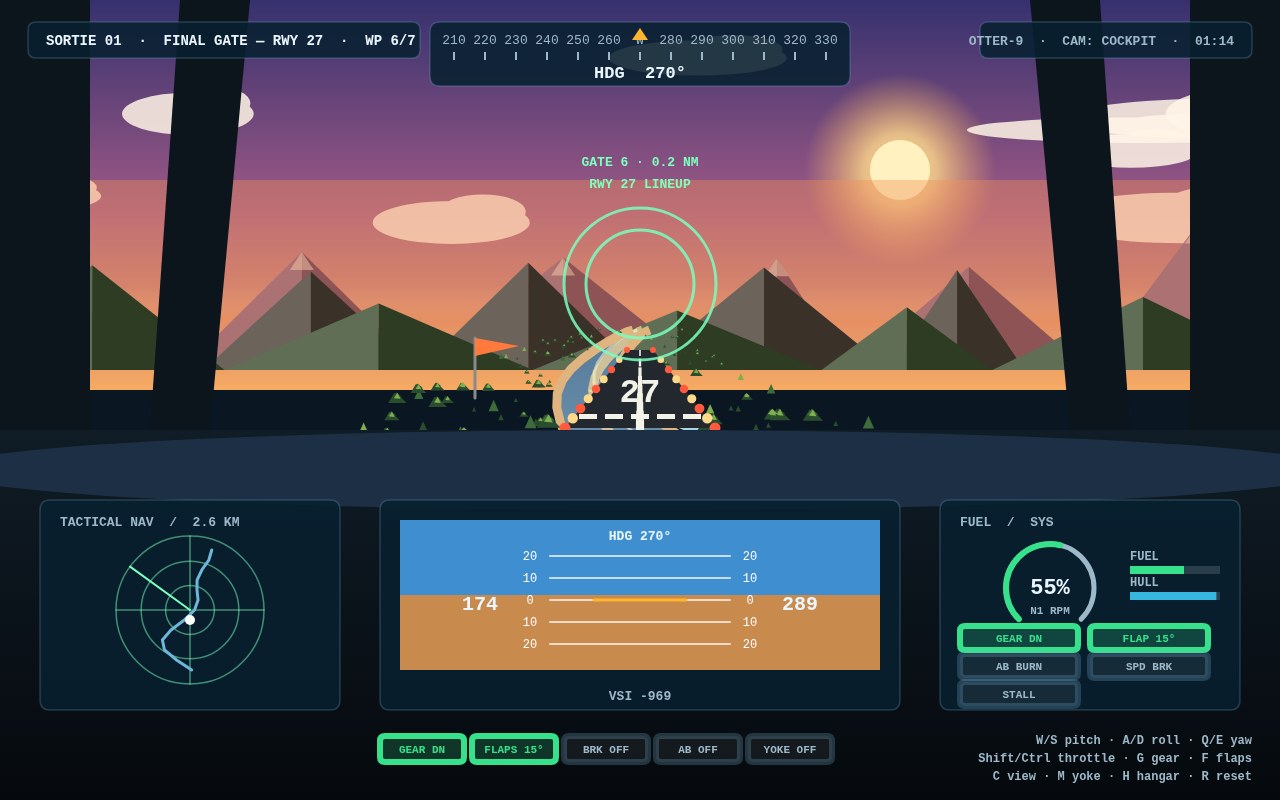 SORTIE 01 · FINAL GATE — RWY 27 · WP 6/7
210 220 230 240 250 260 W 280 290 300 310 320 330
HDG 270°
OTTER-9 · CAM: COCKPIT · 01:14
GATE 6 · 0.2 NM
RWY 27 LINEUP
27
TACTICAL NAV / 2.6 KM
HDG 270°
20 20
10 10
174 0 0 289
10 10
20 20
VSI -969
FUEL / SYS
55%
N1 RPM
FUEL
HULL
GEAR DN FLAP 15°
AB BURN SPD BRK
STALL
GEAR DN FLAPS 15° BRK OFF AB OFF YOKE OFF
W/S pitch · A/D roll · Q/E yaw
Shift/Ctrl throttle · G gear · F flaps
C view · M yoke · H hangar · R reset